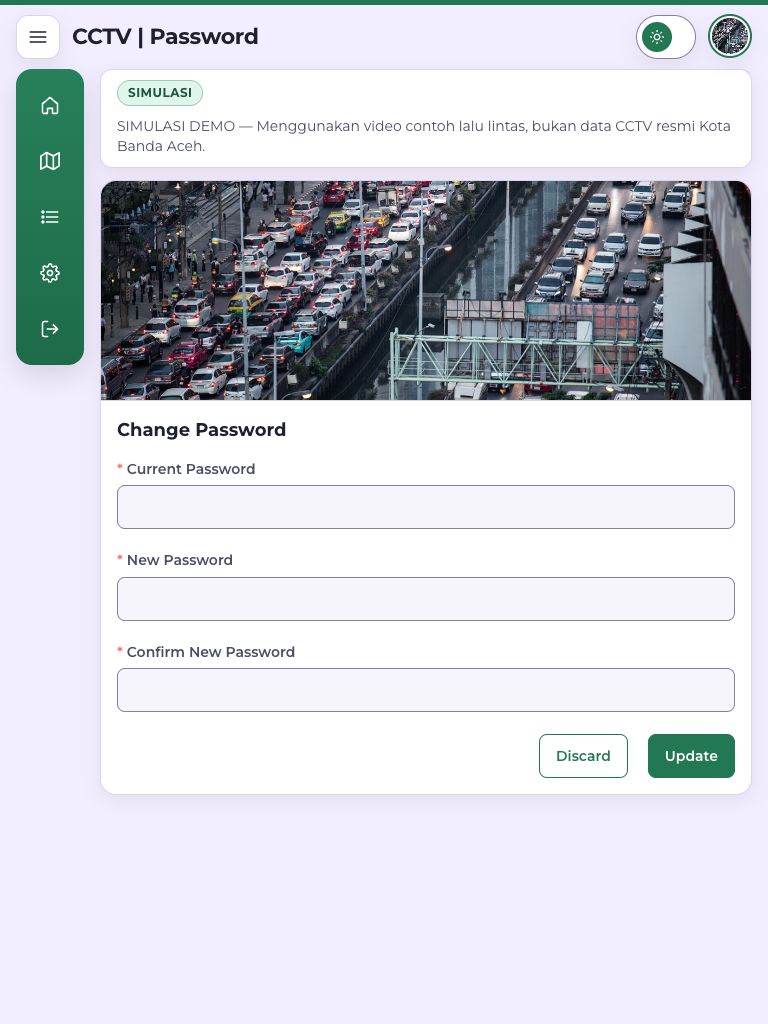 CCTV | Password
SIMULASI
SIMULASI DEMO — Menggunakan video contoh lalu lintas, bukan data CCTV resmi Kota
Banda Aceh.
Change Password
* Current Password
* New Password
* Confirm New Password
Discard
Update